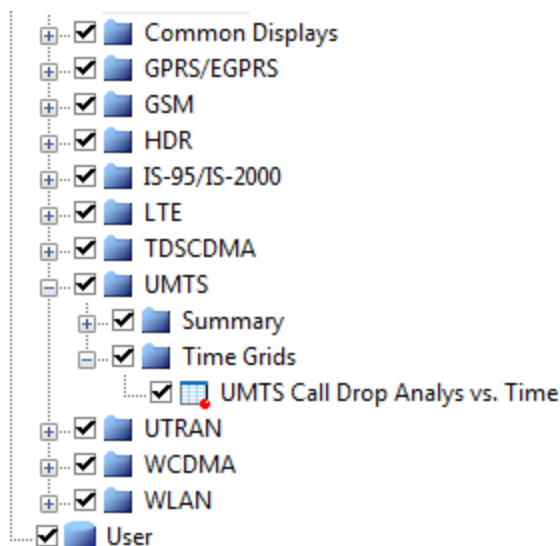 Common Displays
GPRS/EGPRS
GSM
HDR
IS-95/IS-2000
LTE
TDSCDMA
UMTS
Summary
Time Grids
UMTS Call Drop Analys vs. Time
UTRAN
WCDMA
WLAN
User